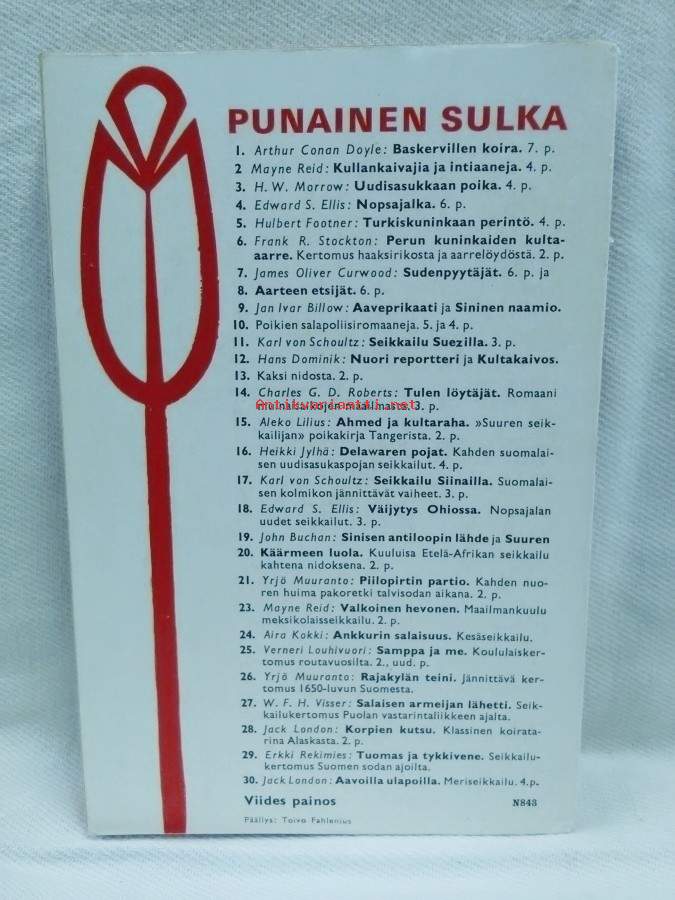 PUNAINEN SULKA
1. Arthur Conan Doyle: Baskervillen koira. 7. p.
2 Mayne Reid: Kullankaivajia ja intiaaneja. 4. p.
3. H. W. Morrow: Uudisasukkaan poika. 4. p.
4. Edward S. Ellis: Nopsajalka. 6. p.
5. Hulbert Footner: Turkiskuninkaan perintö. 4. p.
6. Frank R. Stockton: Perun kuninkaiden kulta-
aarre. Kertomus haaksirikosta ja aarrelöydöstä. 2. p.
7. James Oliver Curwood: Sudenpyytäjät. 6. p. ja
8. Aarteen etsijät. 6. p.
9. Jan Ivar Billow: Aaveprikaati ja Sininen naamio.
10. Poikien salapoliisiromaaneja. 5. ja 4. p.
11. Karl von Schoultz: Seikkailu Suezilla. 3. p.
12. Hans Dominik: Nuori reportteri ja Kultakaivos.
13. Kaksi nidosta. 2. p.
14. Charles G. D. Roberts: Tulen löytäjät. Romaani
maailmasta. 3. p.
Antikvariaatti.net
15. Aleko Lilius: Ahmed ja kultaraha. »Suuren seik-
kailijan» poikakirja Tangerista. 2. p.
16. Heikki Jylhä: Delawaren pojat. Kahden suomalai-
sen uudisasukaspojan seikkailut. 4. p.
17. Karl von Schoultz: Seikkailu Siinailla. Suomalai-
sen kolmikon jännittävät vaiheet. 3. p.
18. Edward S. Ellis: Väijytys Ohiossa. Nopsajalan
uudet seikkailut. 3. p.
19. John Buchan: Sinisen antiloopin lähde ja Suuren
20. Käärmeen luola. Kuuluisa Etelä-Afrikan seikkailu
kahtena nidoksena. 2. p.
21. Yrjö Muuranto: Piilopirtin partio. Kahden nuo-
ren huima pakoretki talvisodan aikana. 2. p.
23. Mayne Reid: Valkoinen hevonen. Maailmankuulu
meksikolaisseikkailu. 2. p.
24. Aira Kokki: Ankkurin salaisuus. Kesäseikkailu.
25. Verneri Louhivuori: Samppa ja me. Koululaisker-
tomus routavuosilta. 2., uud. p.
26. Yrjö Muuranto: Rajakylän teini. Jännittävä ker-
tomus 1650-luvun Suomesta.
27. W. F. H. Visser: Salaisen armeijan lähetti. Seik-
kailukertomus Puolan vastarintaliikkeen ajalta.
28. Jack London: Korpien kutsu. Klassinen koirata-
rina Alaskasta. 2. p.
29. Erkki Rekimies: Tuomas ja tykkivene. Seikkailu-
kertomus Suomen sodan ajoilta.
30. Jack London: Aavoilla ulapoilla. Meriseikkailu. 4. p.
Viides painos N843
Päällys: Toivo Fahlenius